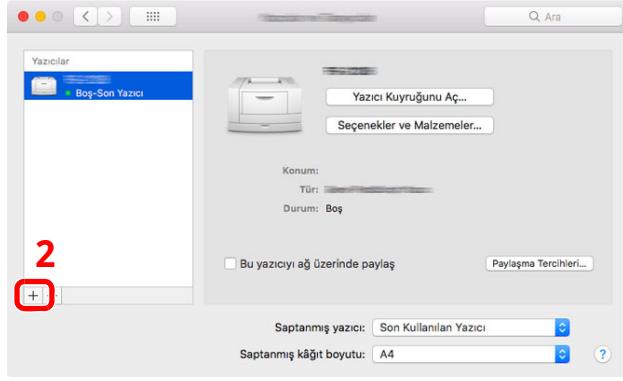 Ara
Yazıcılar
Boş-Son Yazıcı
Yazıcı Kuyruğunu Aç...
Seçenekler ve Malzemeler...
Konum:
Tür:
Durum: Boş
2
Bu yazıcıyı ağ üzerinde paylaş
Paylaşma Tercihleri...
+
Saptanmış yazıcı: Son Kullanılan Yazıcı
Saptanmış kâğıt boyutu: A4
?